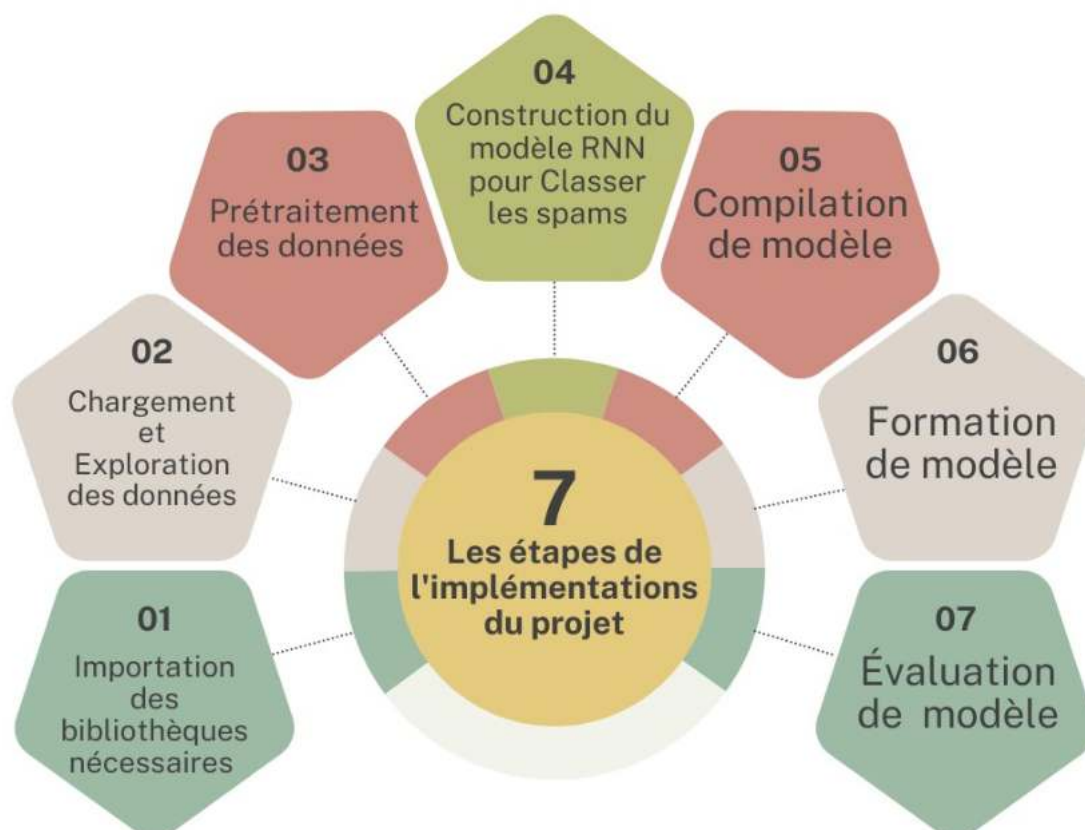 01
Importation
des
bibliothèques
nécessaires
02
Chargement
et
Exploration
des données
03
Prétraitement
des données
04
Construction du
modèle RNN
pour Classer
les spams
05
Compilation
de modèle
06
Formation
de modèle
07
Évaluation
de modèle
7
Les étapes de
l'implémentations
du projet